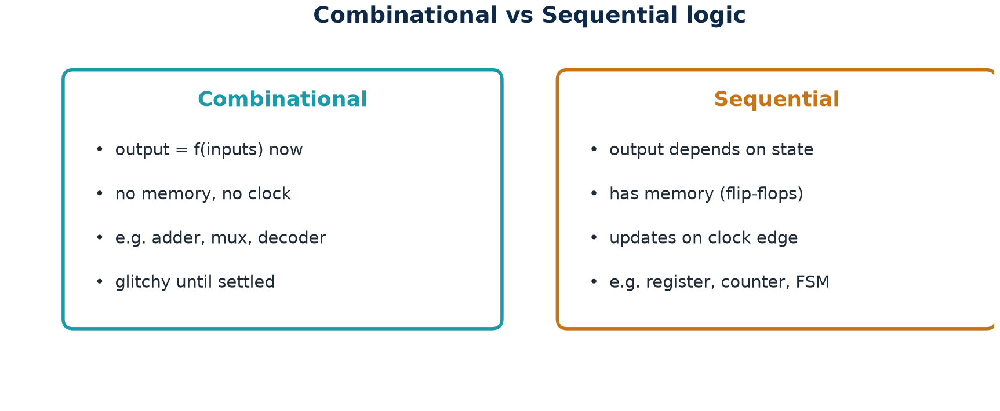 Combinational vs Sequential logic
Combinational
• output = f(inputs) now
• no memory, no clock
• e.g. adder, mux, decoder
• glitchy until settled
Sequential
• output depends on state
• has memory (flip-flops)
• updates on clock edge
• e.g. register, counter, FSM